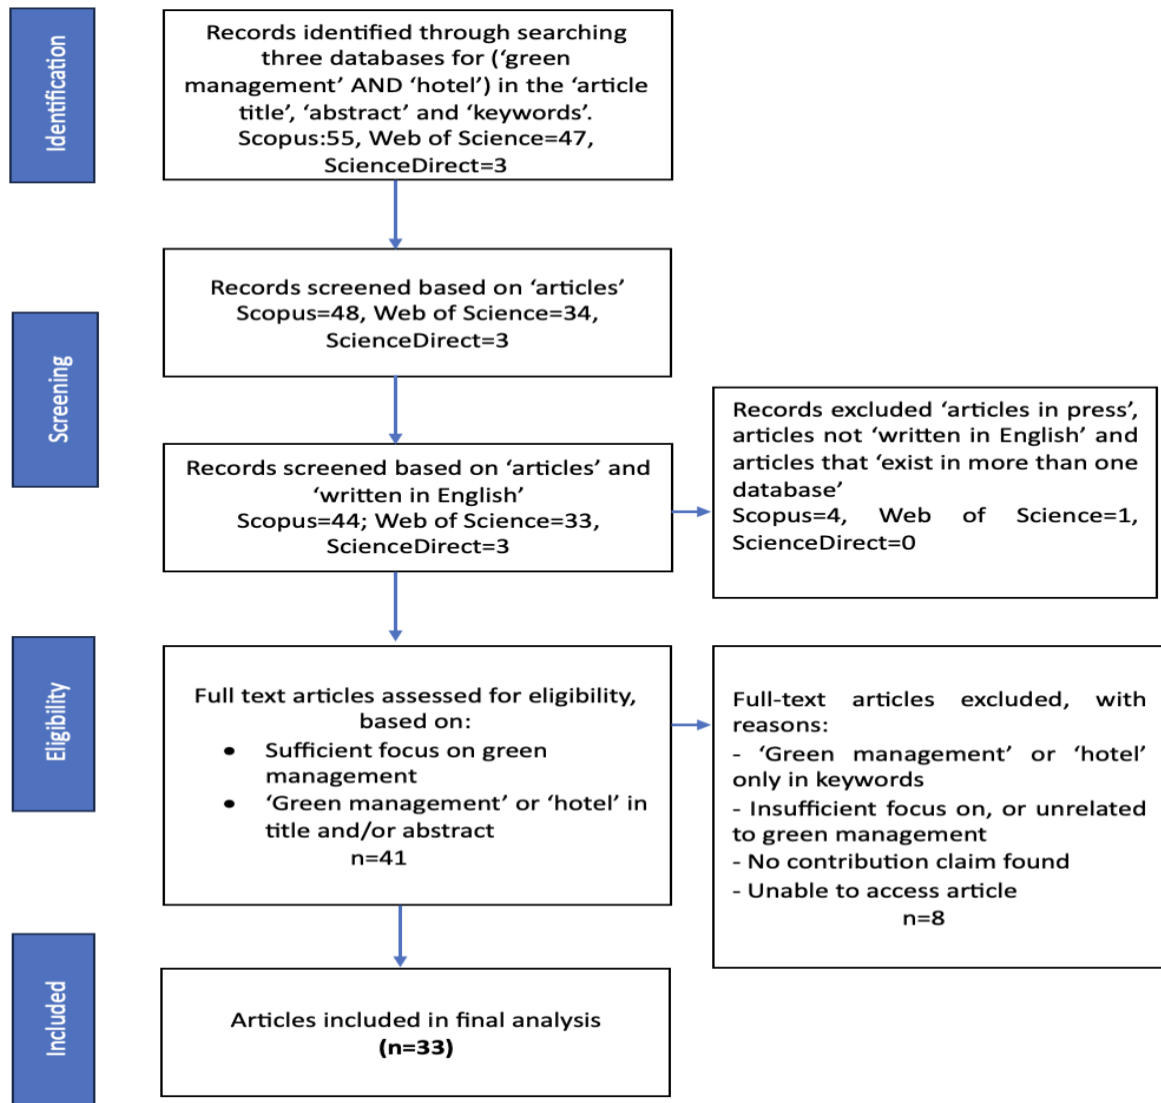 Identification
Records identified through searching
three databases for (‘green
management’ AND ‘hotel’) in the ‘article
title’, ‘abstract’ and ‘keywords’.
Scopus:55, Web of Science=47,
ScienceDirect=3
Screening
Records screened based on ‘articles’
Scopus=48, Web of Science=34,
ScienceDirect=3
Records screened based on ‘articles’ and
‘written in English’
Scopus=44; Web of Science=33,
ScienceDirect=3
Records excluded ‘articles in press’,
articles not ‘written in English’ and
articles that ‘exist in more than one
database’
Scopus=4, Web of Science=1,
ScienceDirect=0
Eligibility
Full text articles assessed for eligibility,
based on:
• Sufficient focus on green
management
• ‘Green management’ or ‘hotel’ in
title and/or abstract
n=41
Full-text articles excluded, with
reasons:
- ‘Green management’ or ‘hotel’
only in keywords
- Insufficient focus on, or unrelated
to green management
- No contribution claim found
- Unable to access article
n=8
Included
Articles included in final analysis
(n=33)